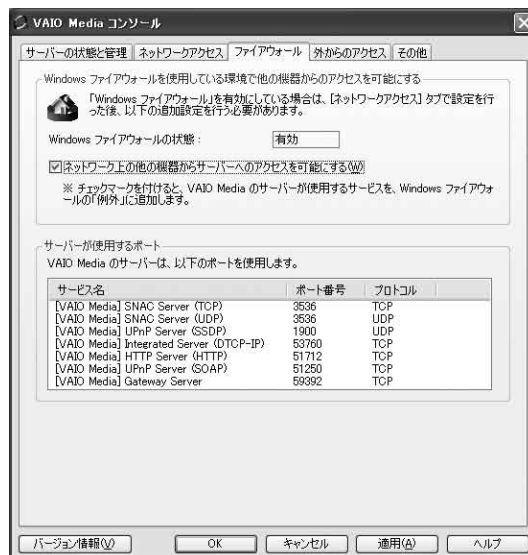 VAIO Media コンソール
サーバーの状態と管理 ネットワークアクセス ファイアウォール 外からのアクセス その他
Windows ファイアウォールを使用している環境で他の機器からのアクセスを可能にする
「Windows ファイアウォール」を有効にしている場合は、[ネットワークアクセス] タブで設定を行
った後、以下の追加設定を行う必要があります。
Windows ファイアウォールの状態： 有効
ネットワーク上の他の機器からサーバーへのアクセスを可能にする(W)
※ チェックマークを付けると、VAIO Media のサーバーが使用するサービスを、Windows ファイアウォ
ールの「例外」に追加します。
サーバーが使用するポート
VAIO Media のサーバーは、以下のポートを使用します。
サービス名 ポート番号 プロトコル
[VAIO Media] SNAC Server (TCP) 3536 TCP
[VAIO Media] SNAC Server (UDP) 3536 UDP
[VAIO Media] UPnP Server (SSDP) 1900 UDP
[VAIO Media] Integrated Server (DTCP-IP) 53760 TCP
[VAIO Media] HTTP Server (HTTP) 51712 TCP
[VAIO Media] UPnP Server (SOAP) 51250 TCP
[VAIO Media] Gateway Server 59392 TCP
バージョン情報(V) OK キャンセル 適用(A) ヘルプ